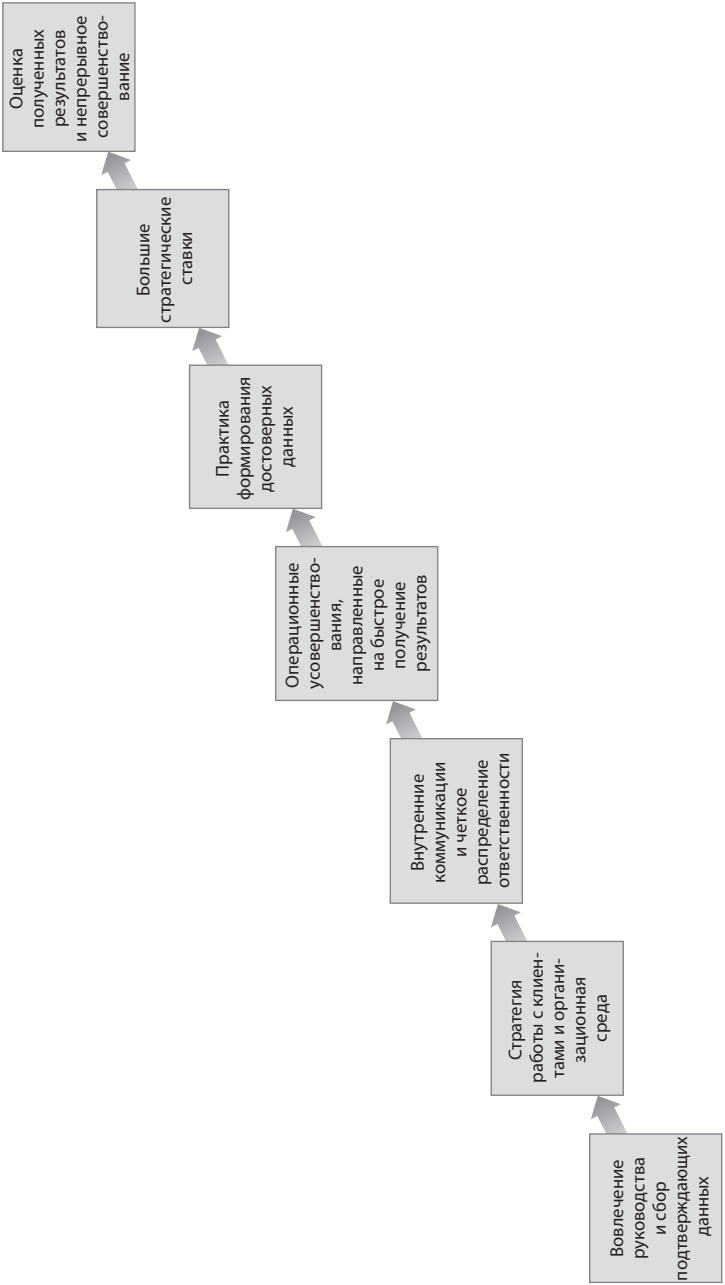 Вовлечение
руководства
и сбор
подтверждающих
данных
Стратегия
работы с клиен-
тами и органи-
зационная
среда
Внутренние
коммуникации
и четкое
распределение
ответственности
Операционные
усовершенство-
вания,
направленные
на быстрое
получение
результатов
Практика
формирования
достоверных
данных
Большие
стратегические
ставки
Оценка
полученных
результатов
и непрерывное
совершенство-
вание